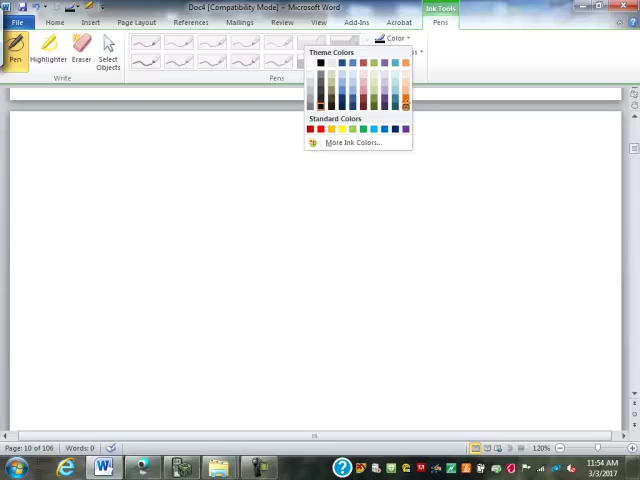 Doc4 [Compatibility Mode] - Microsoft Word
Ink Tools
File Home Insert Page Layout References Mailings Review View Add-Ins Acrobat Pens
Color
Theme Colors
Pen Highlighter Eraser Select Objects
Write
Pens
Standard Colors
More Ink Colors...
Page: 10 of 106 Words: 0
120%
11:54 AM
3/3/2017